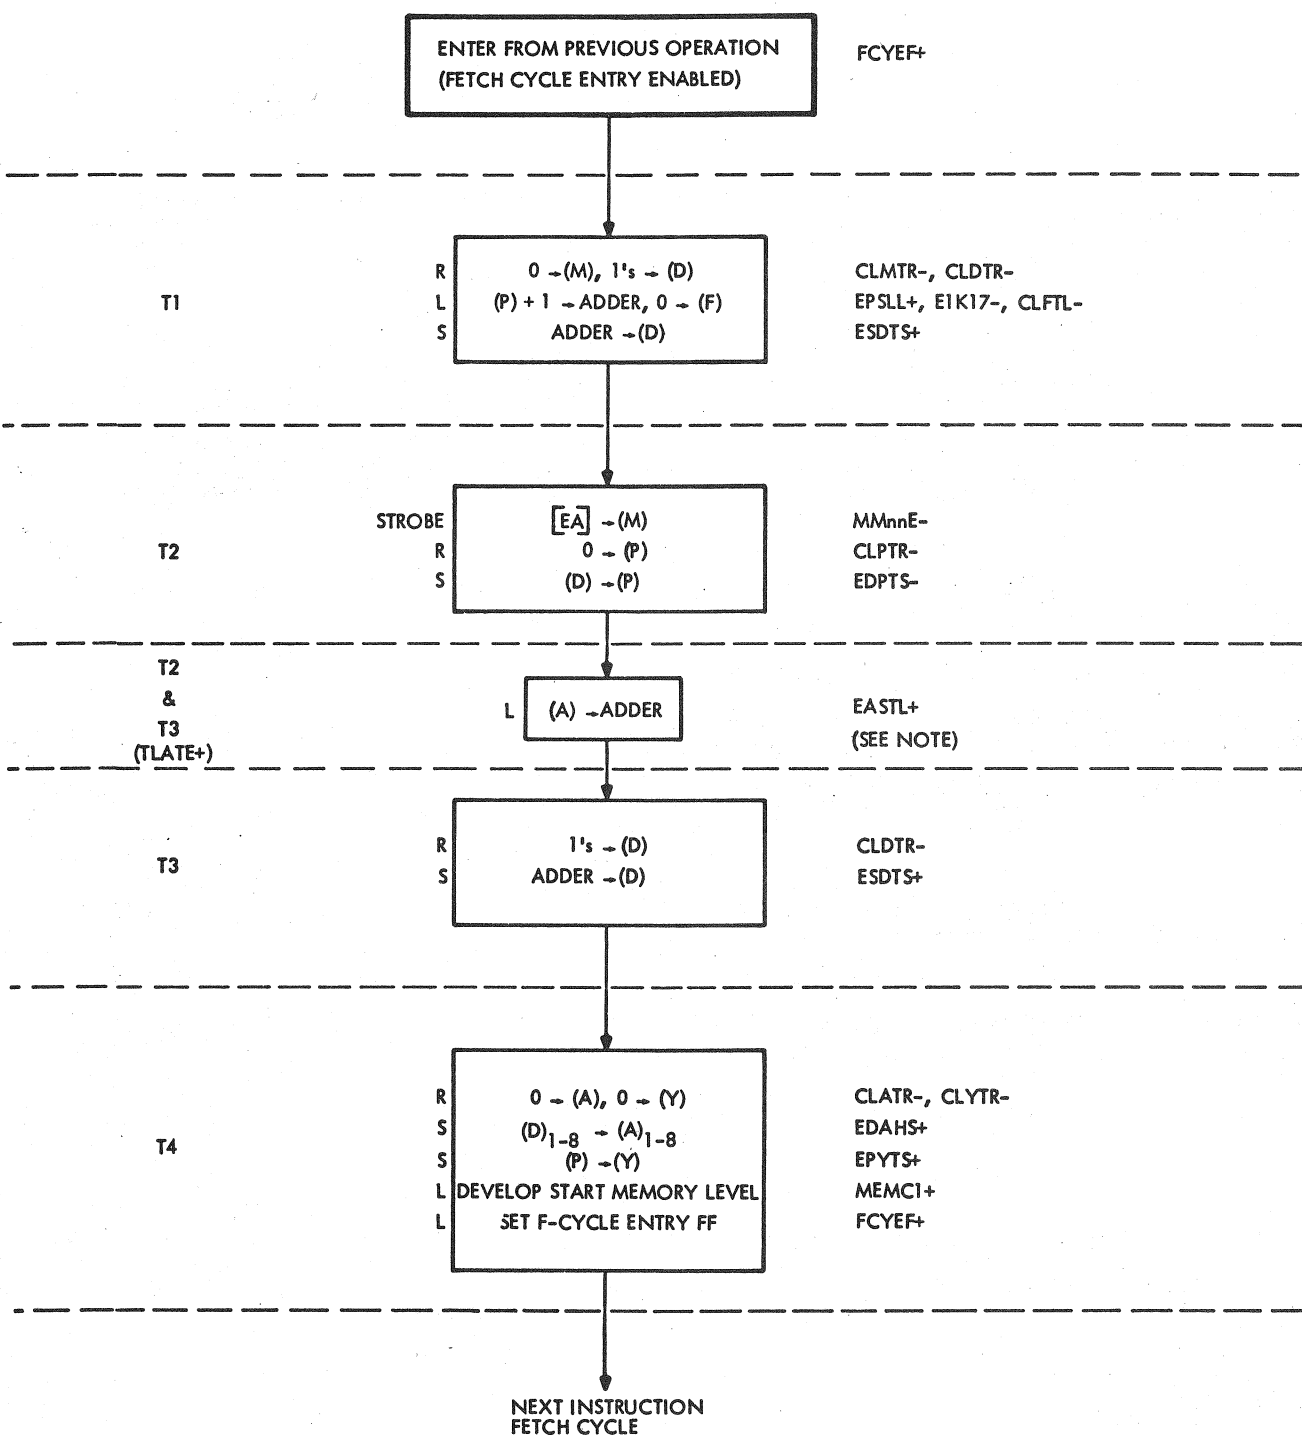 ENTER FROM PREVIOUS OPERATION
(FETCH CYCLE ENTRY ENABLED)
FCYEF+
T1
R 0 → (M), 1's → (D) CLMTR-, CLDTR-
L (P) + 1 → ADDER, 0 → (F) EPSLL+, E1K17-, CLFTL-
S ADDER → (D) ESDTS+
T2
STROBE [EA] → (M) MMnnE-
R 0 → (P) CLPTR-
S (D) → (P) EDPTS-
T2
&
T3
(TLATE+)
L (A) → ADDER EASTL+
(SEE NOTE)
T3
R 1's → (D) CLDTR-
S ADDER → (D) ESDTS+
T4
R 0 → (A), 0 → (Y) CLATR-, CLYTR-
S (D)1-8 → (A)1-8 EDAHS+
S (P) → (Y) EPYTS+
L DEVELOP START MEMORY LEVEL MEMC1+
L SET F-CYCLE ENTRY FF FCYEF+
NEXT INSTRUCTION
FETCH CYCLE